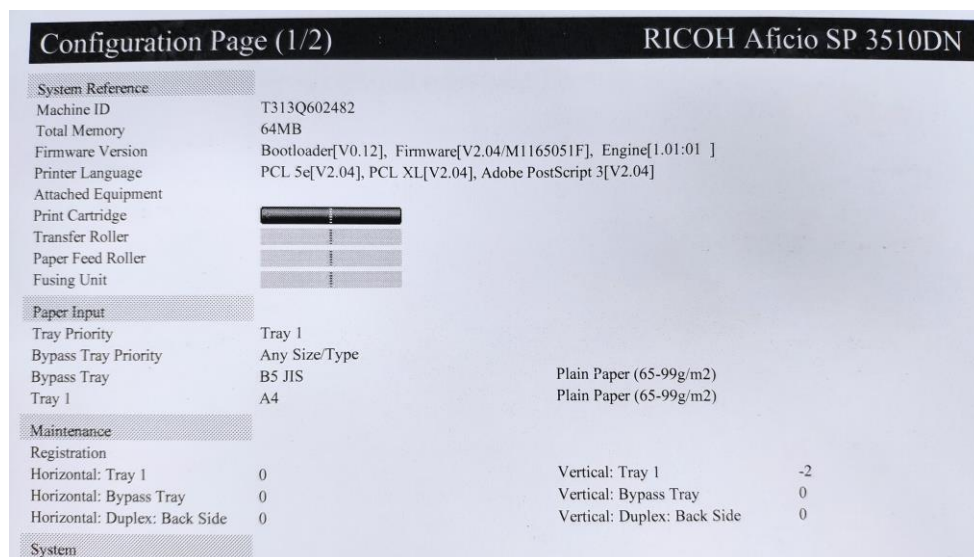 Configuration Page (1/2) RICOH Aficio SP 3510DN
System Reference
Machine ID T313Q602482
Total Memory 64MB
Firmware Version Bootloader[V0.12], Firmware[V2.04/M1165051F], Engine[1.01:01 ]
Printer Language PCL 5e[V2.04], PCL XL[V2.04], Adobe PostScript 3[V2.04]
Attached Equipment
Print Cartridge
Transfer Roller
Paper Feed Roller
Fusing Unit
Paper Input
Tray Priority Tray 1
Bypass Tray Priority Any Size/Type
Bypass Tray B5 JIS Plain Paper (65-99g/m2)
Tray 1 A4 Plain Paper (65-99g/m2)
Maintenance
Registration
Horizontal: Tray 1 0 Vertical: Tray 1 -2
Horizontal: Bypass Tray 0 Vertical: Bypass Tray 0
Horizontal: Duplex: Back Side 0 Vertical: Duplex: Back Side 0
System